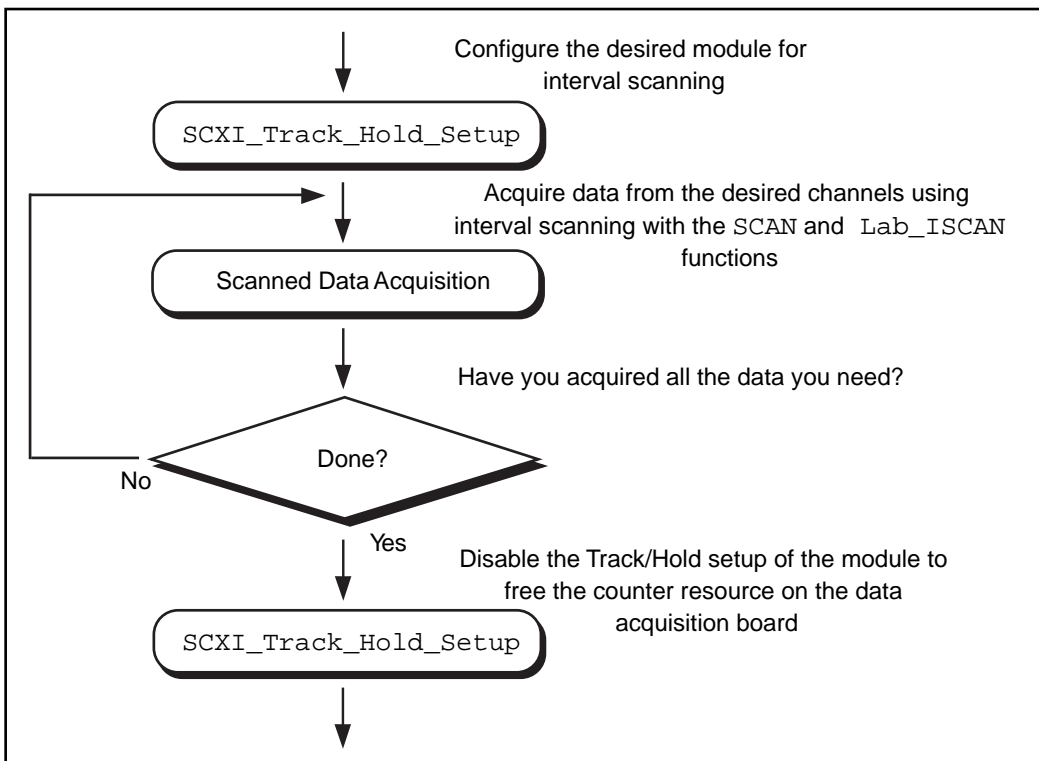 Configure the desired module for
interval scanning
SCXI_Track_Hold_Setup
Acquire data from the desired channels using
interval scanning with the SCAN and Lab_ISCAN
functions
Scanned Data Acquisition
Have you acquired all the data you need?
Done?
No
Yes
Disable the Track/Hold setup of the module to
free the counter resource on the data
acquisition board
SCXI_Track_Hold_Setup